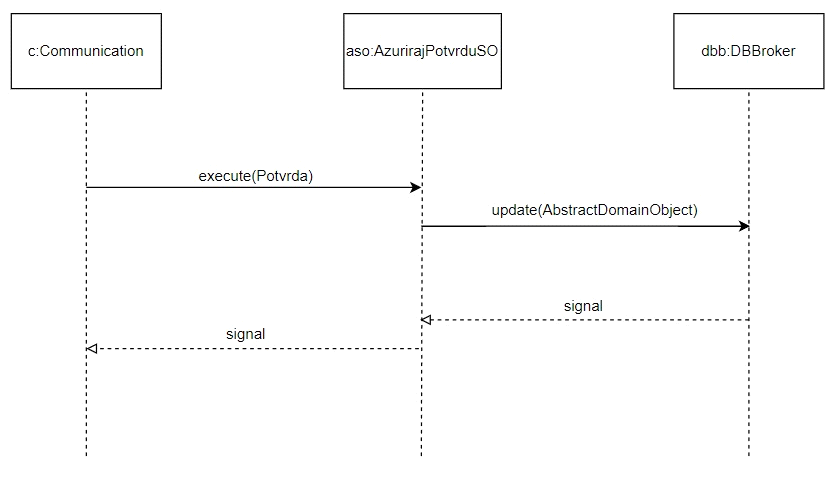 c:Communication
aso:AzurirajPotvrduSO
dbb:DBBroker
execute(Potvrda)
update(AbstractDomainObject)
signal
signal